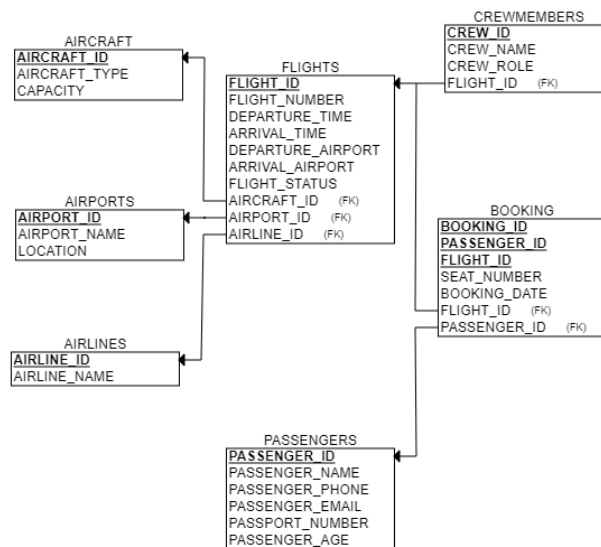 AIRCRAFT
AIRCRAFT_ID
AIRCRAFT_TYPE
CAPACITY
AIRPORTS
AIRPORT_ID
AIRPORT_NAME
LOCATION
AIRLINES
AIRLINE_ID
AIRLINE_NAME
FLIGHTS
FLIGHT_ID
FLIGHT_NUMBER
DEPARTURE_TIME
ARRIVAL_TIME
DEPARTURE_AIRPORT
ARRIVAL_AIRPORT
FLIGHT_STATUS
AIRCRAFT_ID (FK)
AIRPORT_ID (FK)
AIRLINE_ID (FK)
PASSENGERS
PASSENGER_ID
PASSENGER_NAME
PASSENGER_PHONE
PASSENGER_EMAIL
PASSPORT_NUMBER
PASSENGER_AGE
CREWMEMBERS
CREW_ID
CREW_NAME
CREW_ROLE
FLIGHT_ID (FK)
BOOKING
BOOKING_ID
PASSENGER_ID
FLIGHT_ID
SEAT_NUMBER
BOOKING_DATE
FLIGHT_ID (FK)
PASSENGER_ID (FK)